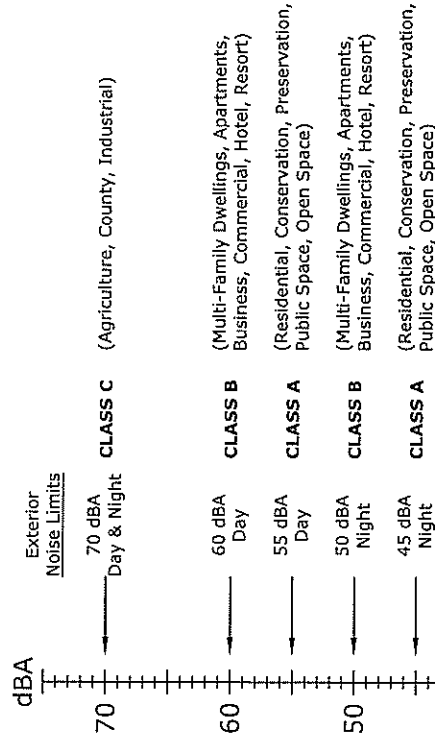 dBA
Exterior
Noise Limits
70
70 dBA
Day & Night
CLASS C
(Agriculture, County, Industrial)
60
60 dBA
Day
CLASS B
(Multi-Family Dwellings, Apartments,
Business, Commercial, Hotel, Resort)
55 dBA
Day
CLASS A
(Residential, Conservation, Preservation,
Public Space, Open Space)
50
50 dBA
Night
CLASS B
(Multi-Family Dwellings, Apartments,
Business, Commercial, Hotel, Resort)
45 dBA
Night
CLASS A
(Residential, Conservation, Preservation,
Public Space, Open Space)